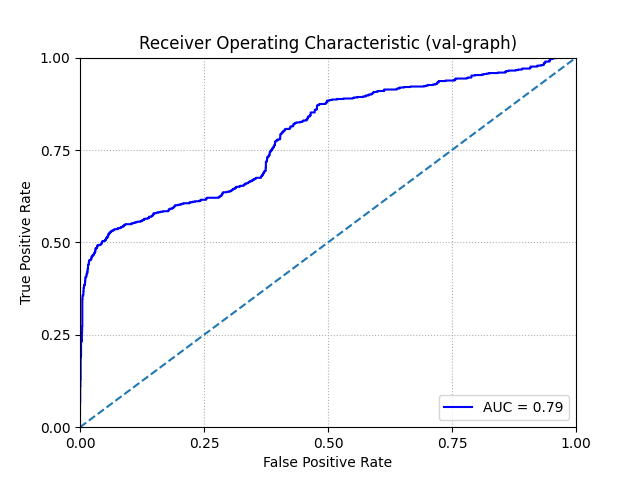 Receiver Operating Characteristic (val-graph)
1.00
0.75
0.50
0.25
0.00
True Positive Rate
AUC = 0.79
0.00 0.25 0.50 0.75 1.00
False Positive Rate